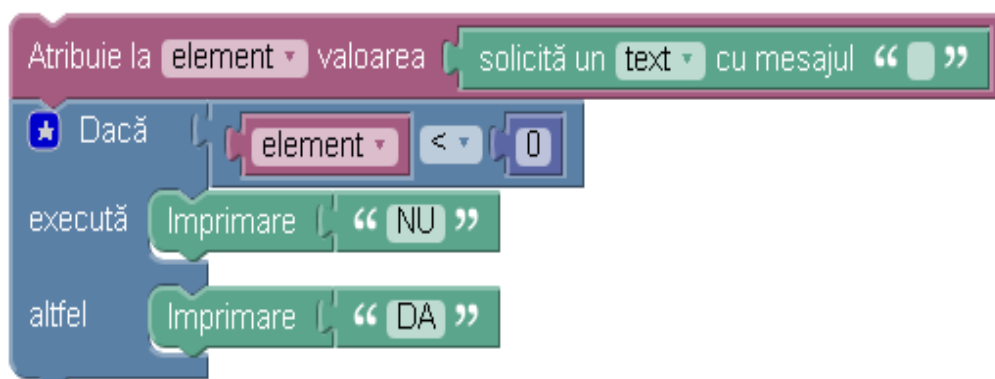 Atribuie la element valoarea solicită un text cu mesajul “ ”
Dacă element < 0
execută Imprimare “ NU ”
altfel Imprimare “ DA ”